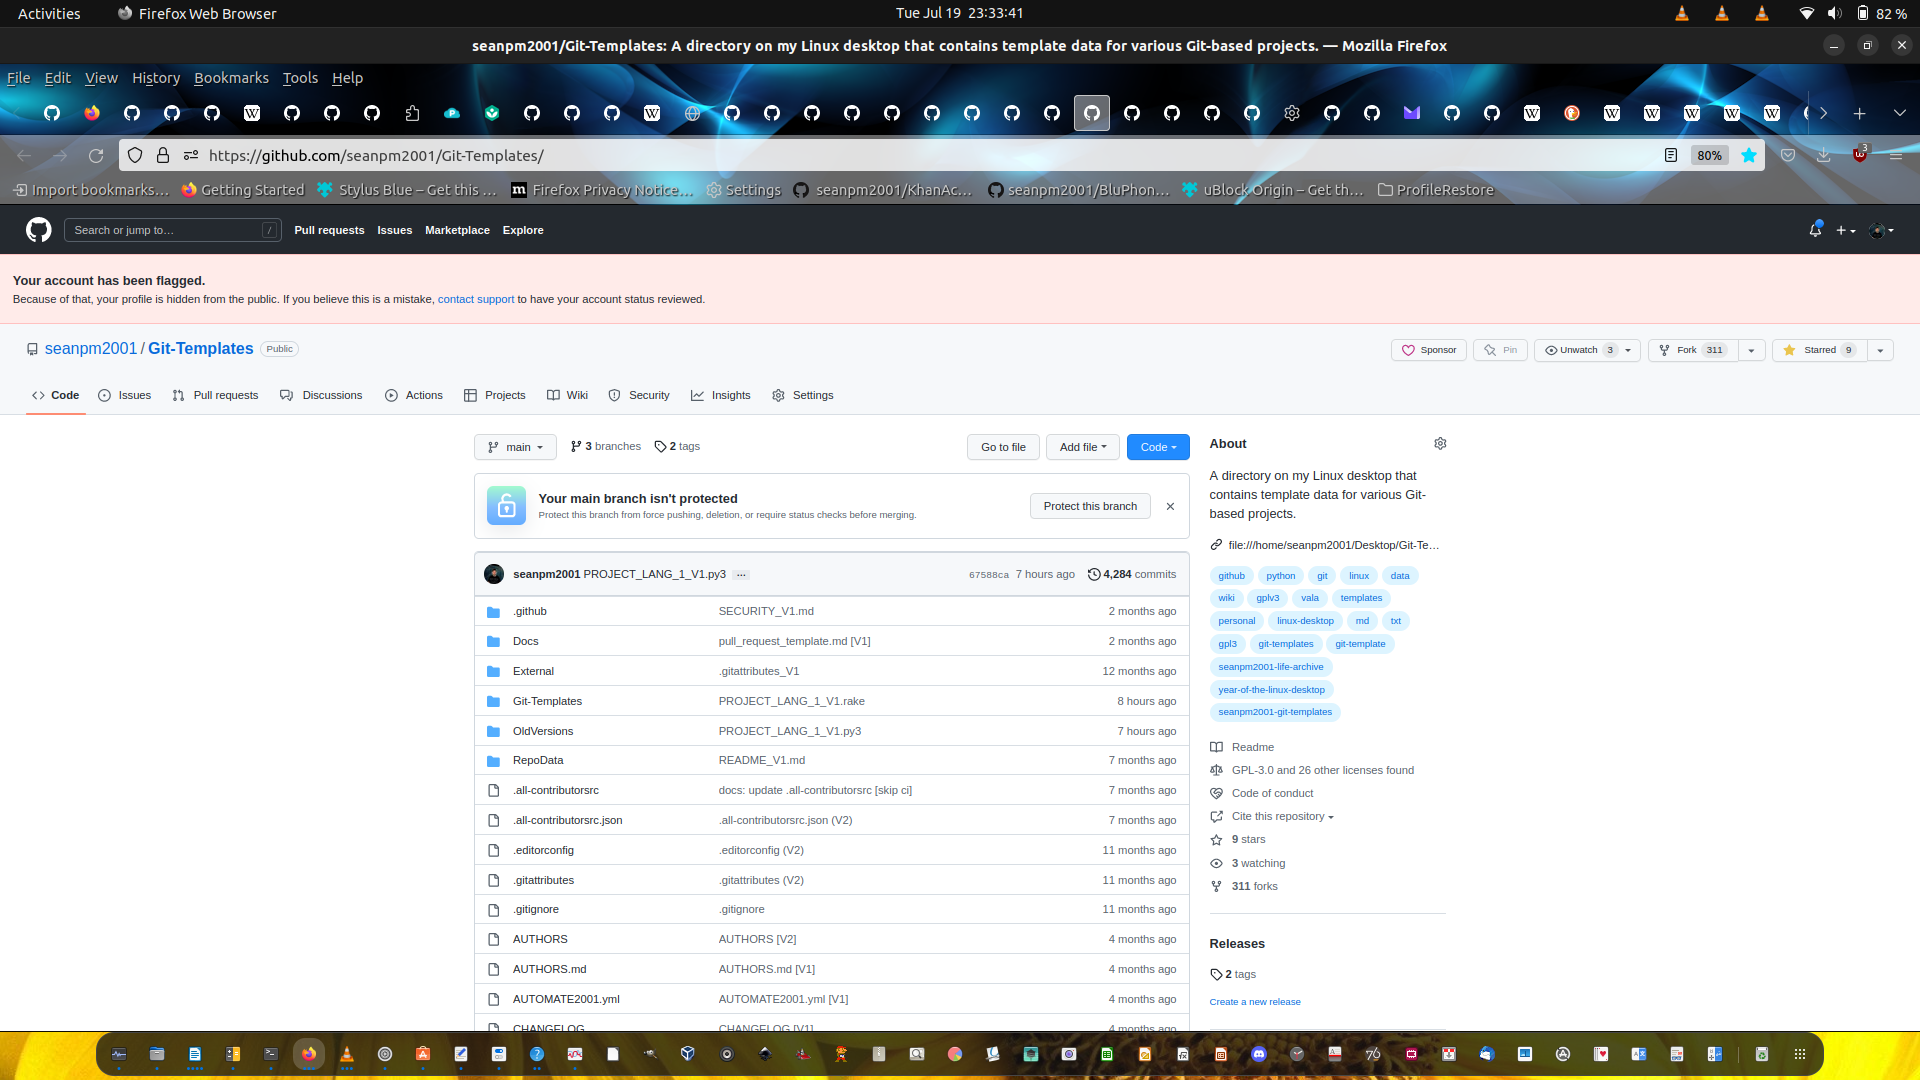 Activities
Firefox Web Browser
Tue Jul 19 23:33:41
82 %
seanpm2001/Git-Templates: A directory on my Linux desktop that contains template data for various Git-based projects. — Mozilla Firefox
File Edit View History Bookmarks Tools Help
https://github.com/seanpm2001/Git-Templates/
80%
3
Import bookmarks…
Getting Started
Stylus Blue – Get this …
Firefox Privacy Notice…
Settings
seanpm2001/KhanAc…
seanpm2001/BluPhon…
uBlock Origin – Get th…
ProfileRestore
Search or jump to…
/
Pull requests
Issues
Marketplace
Explore
Your account has been flagged.
Because of that, your profile is hidden from the public. If you believe this is a mistake, contact support to have your account status reviewed.
seanpm2001 / Git-Templates
Public
Sponsor
Pin
Unwatch 3
Fork 311
Starred 9
Code
Issues
Pull requests
Discussions
Actions
Projects
Wiki
Security
Insights
Settings
main
3 branches
2 tags
Go to file
Add file
Code
Your main branch isn't protected
Protect this branch from force pushing, deletion, or require status checks before merging.
Protect this branch
seanpm2001 PROJECT_LANG_1_V1.py3
…
67588ca 7 hours ago
4,284 commits
.github SECURITY_V1.md 2 months ago
Docs pull_request_template.md [V1] 2 months ago
External .gitattributes_V1 12 months ago
Git-Templates PROJECT_LANG_1_V1.rake 8 hours ago
OldVersions PROJECT_LANG_1_V1.py3 7 hours ago
RepoData README_V1.md 7 months ago
.all-contributorsrc docs: update .all-contributorsrc [skip ci] 7 months ago
.all-contributorsrc.json .all-contributorsrc.json (V2) 7 months ago
.editorconfig .editorconfig (V2) 11 months ago
.gitattributes .gitattributes (V2) 11 months ago
.gitignore .gitignore 11 months ago
AUTHORS AUTHORS [V2] 4 months ago
AUTHORS.md AUTHORS.md [V1] 4 months ago
AUTOMATE2001.yml AUTOMATE2001.yml [V1] 4 months ago
CHANGELOG CHANGELOG [V1] 4 months ago
About
A directory on my Linux desktop that
contains template data for various Git-
based projects.
file:///home/seanpm2001/Desktop/Git-Te…
github python git linux data
wiki gplv3 vala templates
personal linux-desktop md txt
gpl3 git-templates git-template
seanpm2001-life-archive
year-of-the-linux-desktop
seanpm2001-git-templates
Readme
GPL-3.0 and 26 other licenses found
Code of conduct
Cite this repository
9 stars
3 watching
311 forks
Releases
2 tags
Create a new release